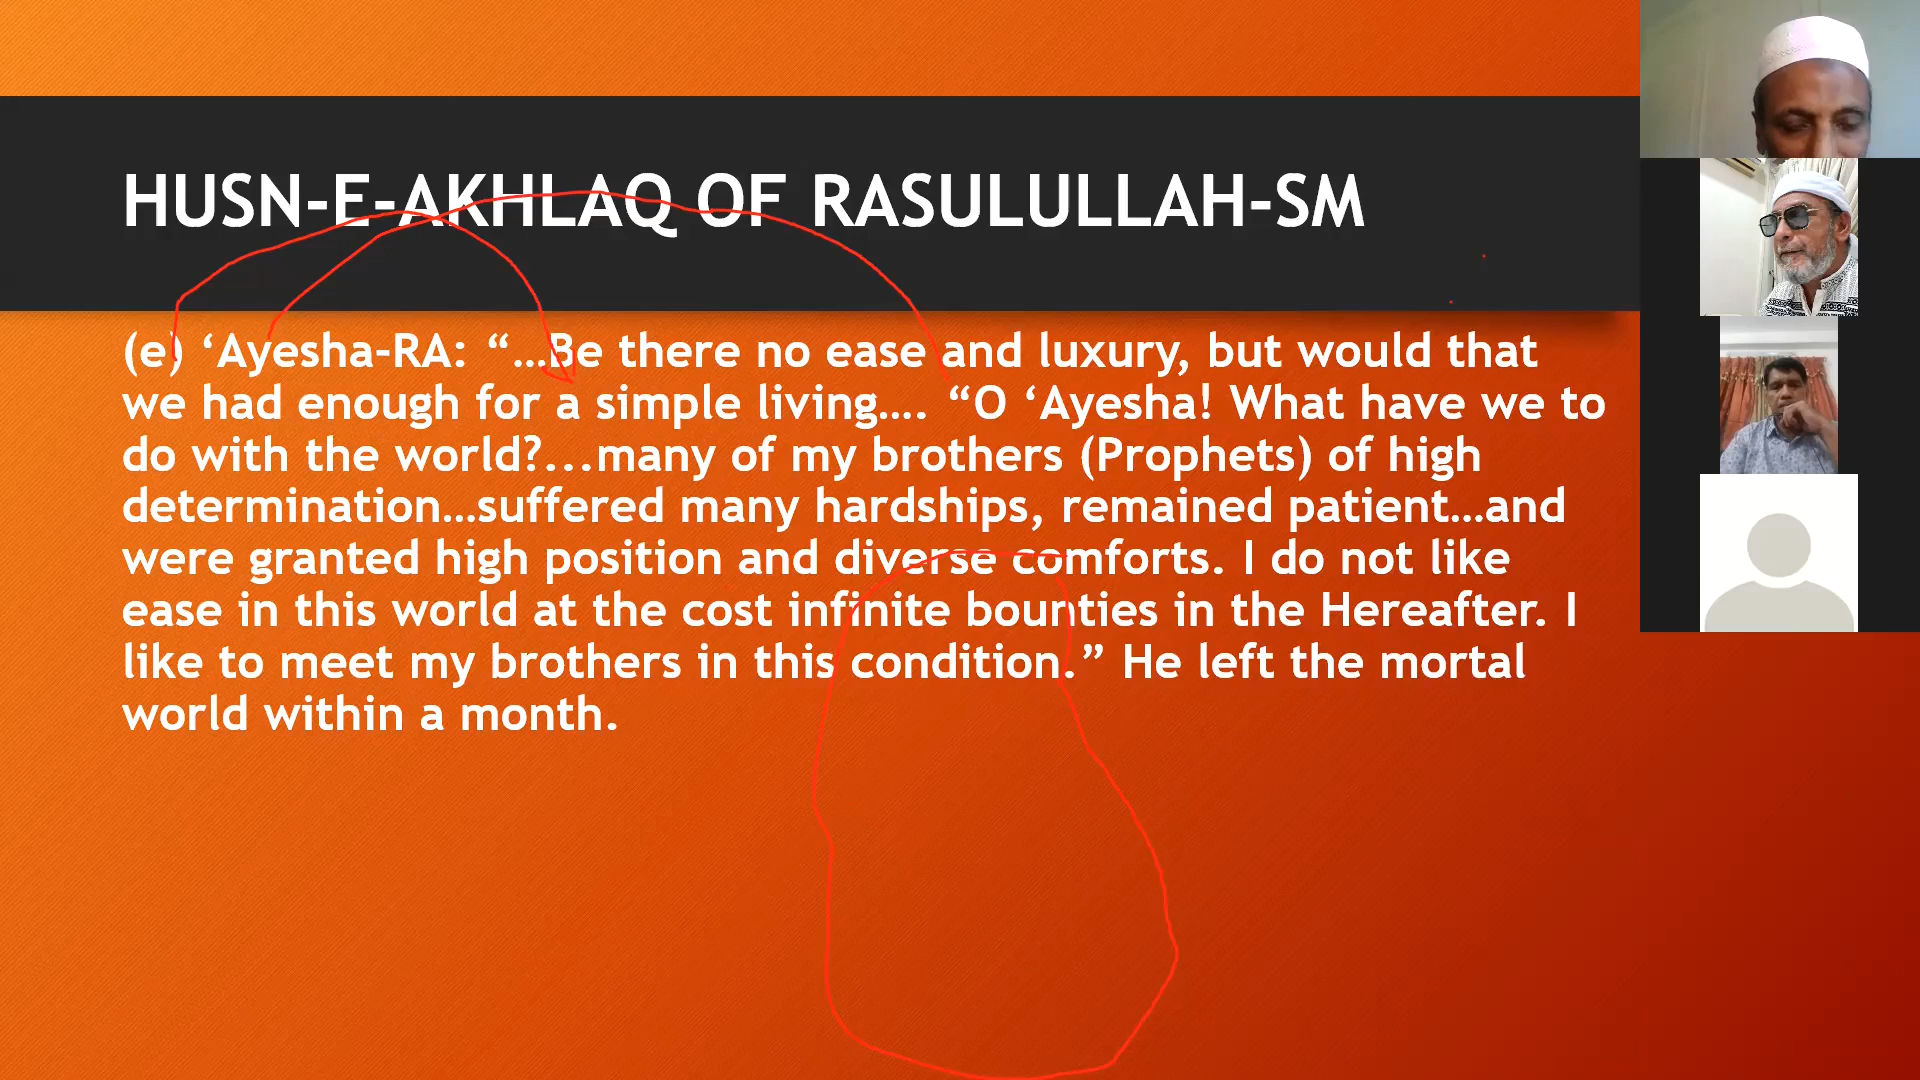 HUSN-E-AKHLAQ OF RASULULLAH-SM
(e) ‘Ayesha-RA: “…Be there no ease and luxury, but would that
we had enough for a simple living…. “O ‘Ayesha! What have we to
do with the world?...many of my brothers (Prophets) of high
determination…suffered many hardships, remained patient…and
were granted high position and diverse comforts. I do not like
ease in this world at the cost infinite bounties in the Hereafter. I
like to meet my brothers in this condition.” He left the mortal
world within a month.